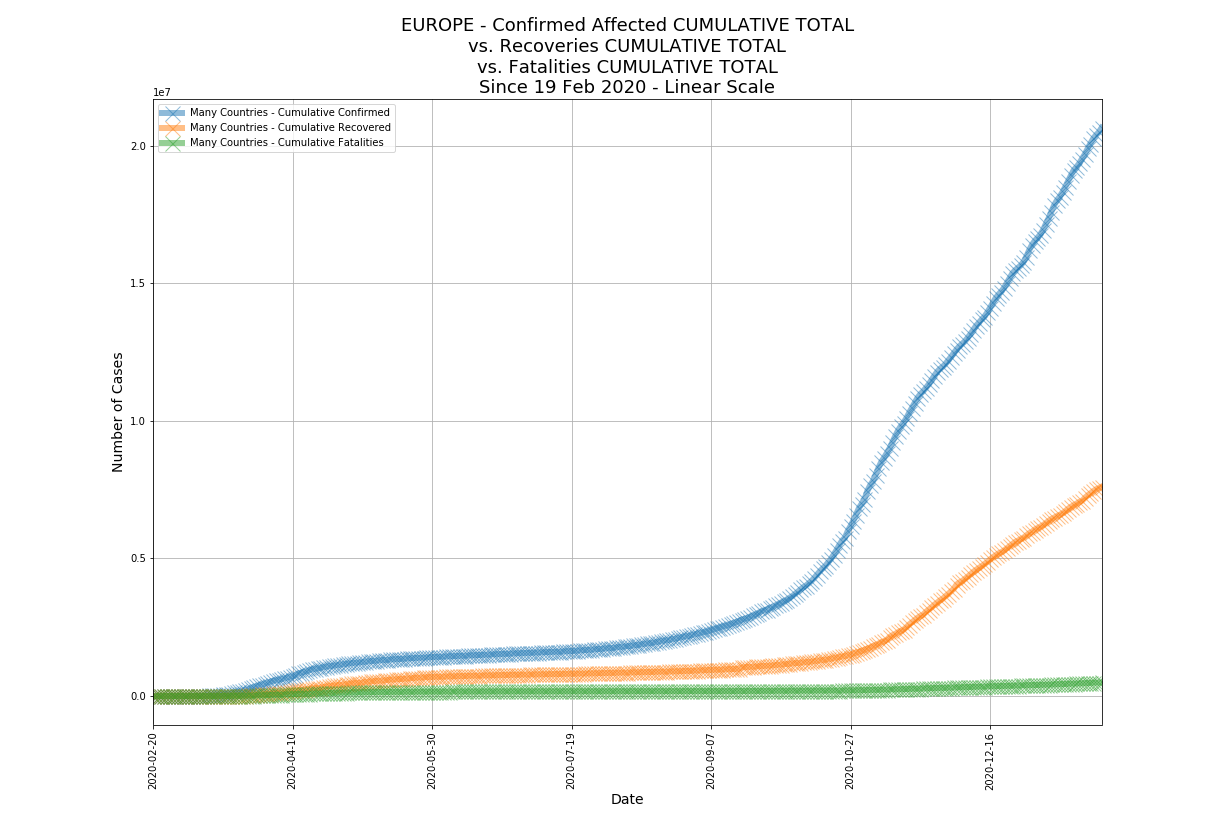 EUROPE - Confirmed Affected CUMULATIVE TOTAL
vs. Recoveries CUMULATIVE TOTAL
vs. Fatalities CUMULATIVE TOTAL
Since 19 Feb 2020 - Linear Scale
1e7
Many Countries - Cumulative Confirmed
Many Countries - Cumulative Recovered
Many Countries - Cumulative Fatalities
2.0
1.5
1.0
0.5
0.0
Number of Cases
2020-02-20
2020-04-10
2020-05-30
2020-07-19
2020-09-07
2020-10-27
2020-12-16
Date